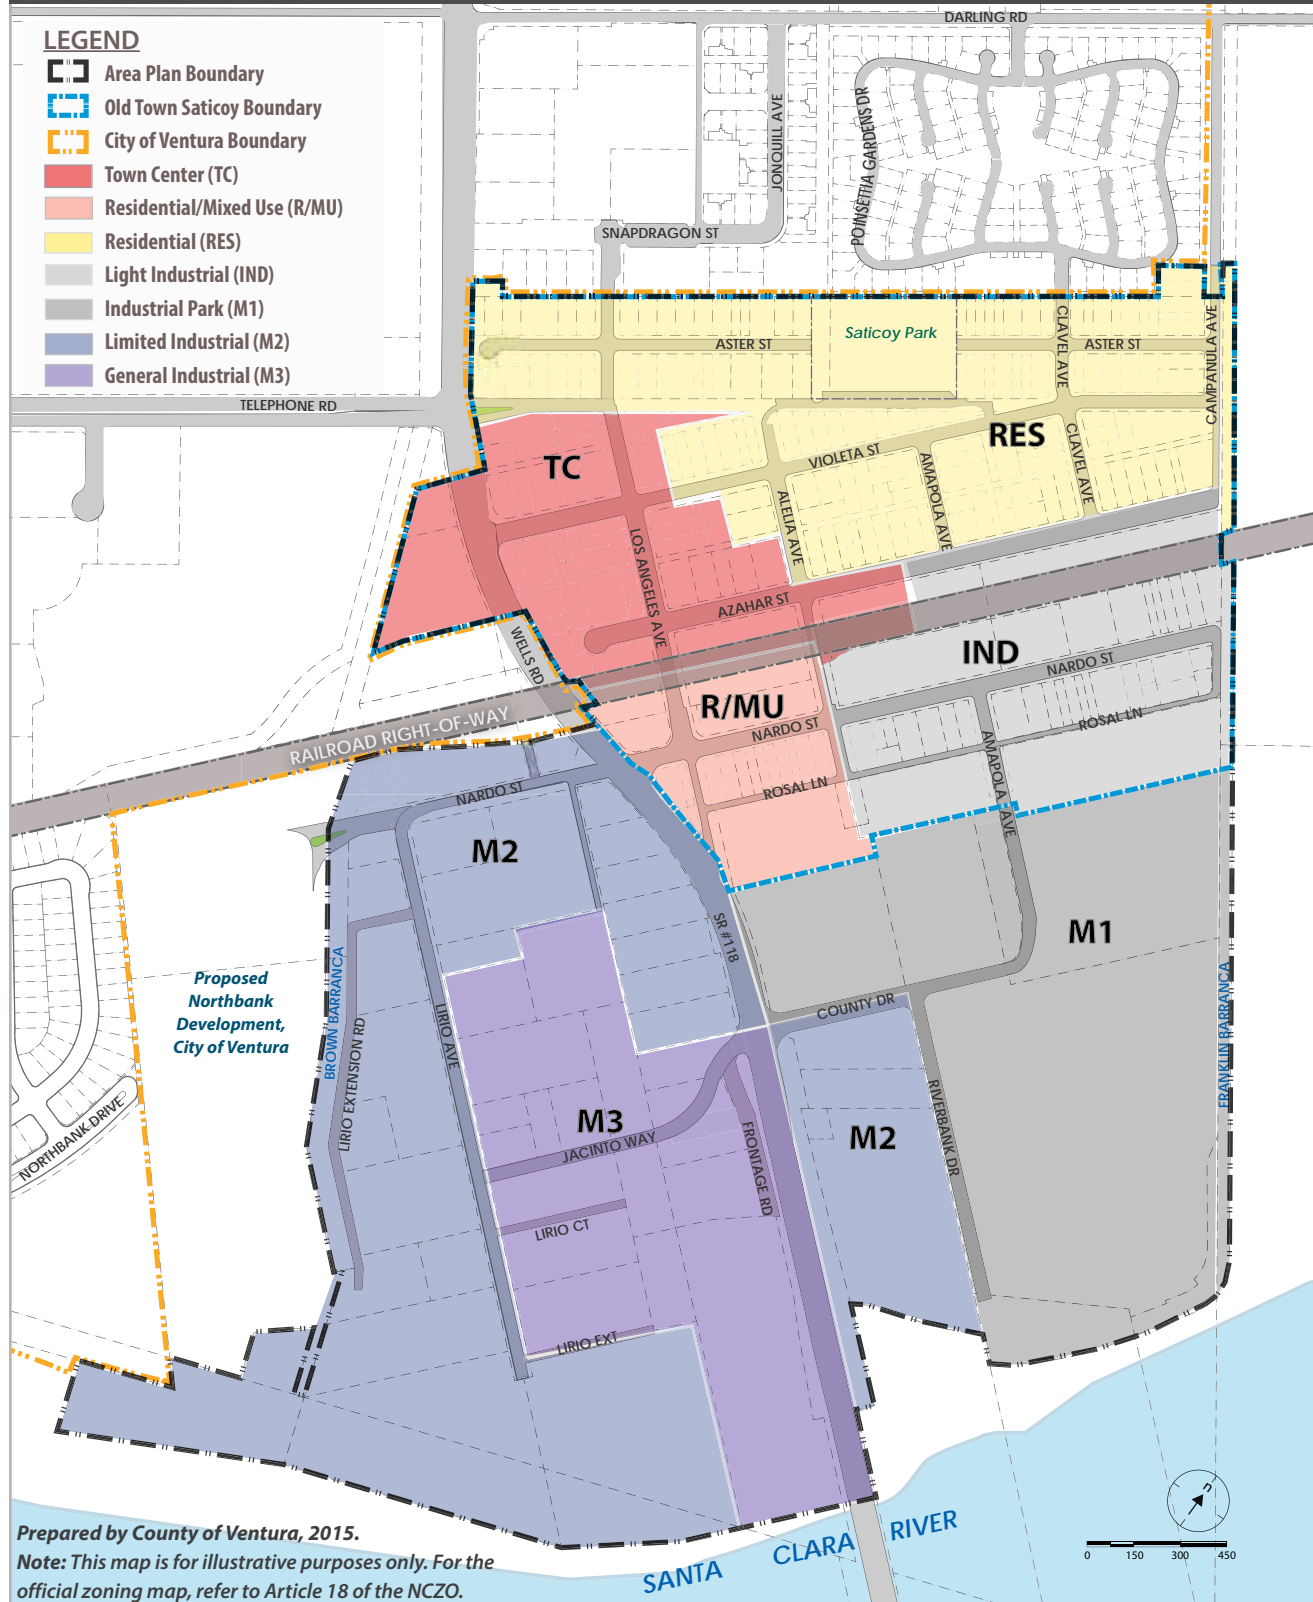 LEGEND
Area Plan Boundary
Old Town Saticoy Boundary
City of Ventura Boundary
Town Center (TC)
Residential/Mixed Use (R/MU)
Residential (RES)
Light Industrial (IND)
Industrial Park (M1)
Limited Industrial (M2)
General Industrial (M3)
DARLING RD
JONQUILL AVE
POINSETTIA GARDENS DR
SNAPDRAGON ST
Saticoy Park
ASTER ST
CLAVEL AVE
ASTER ST
CAMPANULA AVE
TELEPHONE RD
RES
TC
VIOLETA ST
AMAPOLA AVE
CLAVEL AVE
ALELIA AVE
LOS ANGELES AVE
AZAHAR ST
WELLS RD
IND
NARDO ST
R/MU
NARDO ST
ROSAL LN
AMAPOLA AVE
RAILROAD RIGHT-OF-WAY
ROSAL LN
NARDO ST
M2
SR #118
M1
Proposed
Northbank
Development,
City of Ventura
BROWN BARRANCA
LIRIO EXTENSION RD
LIRIO AVE
COUNTY DR
FRANKLIN BARRANCA
RIVERBANK DR
M3
M2
JACINTO WAY
FRONTAGE RD
NORTHBANK DRIVE
LIRIO CT
LIRIO EXT
n
0 150 300 450
SANTA CLARA RIVER
Prepared by County of Ventura, 2015.
Note: This map is for illustrative purposes only. For the
official zoning map, refer to Article 18 of the NCZO.